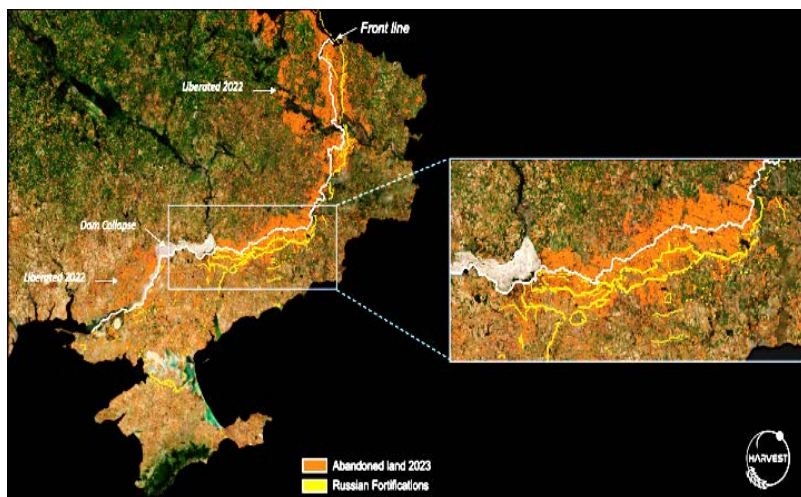 Front line
Liberated 2022
Dam Collapse
Liberated 2022
Abandoned land 2023
Russian Fortifications
HARVEST